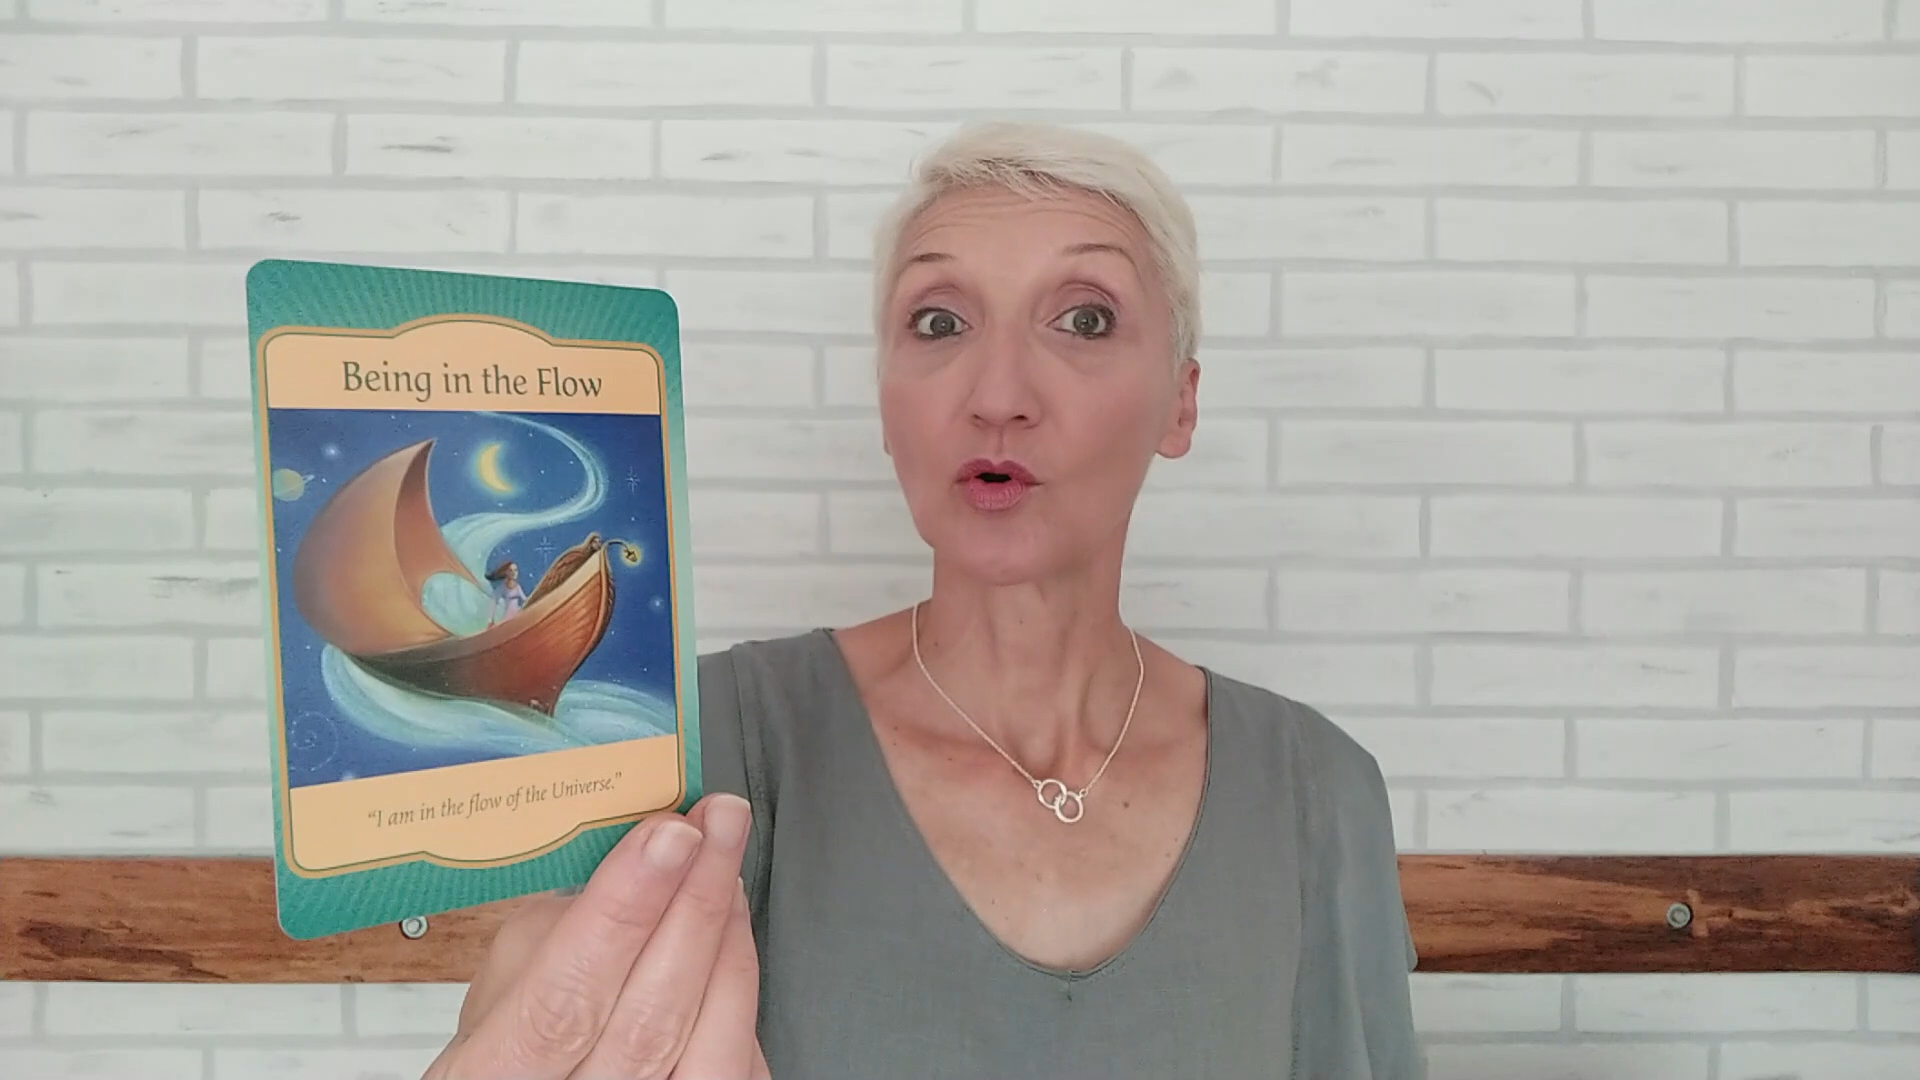 Being in the Flow
“I am in the flow of the Universe.”